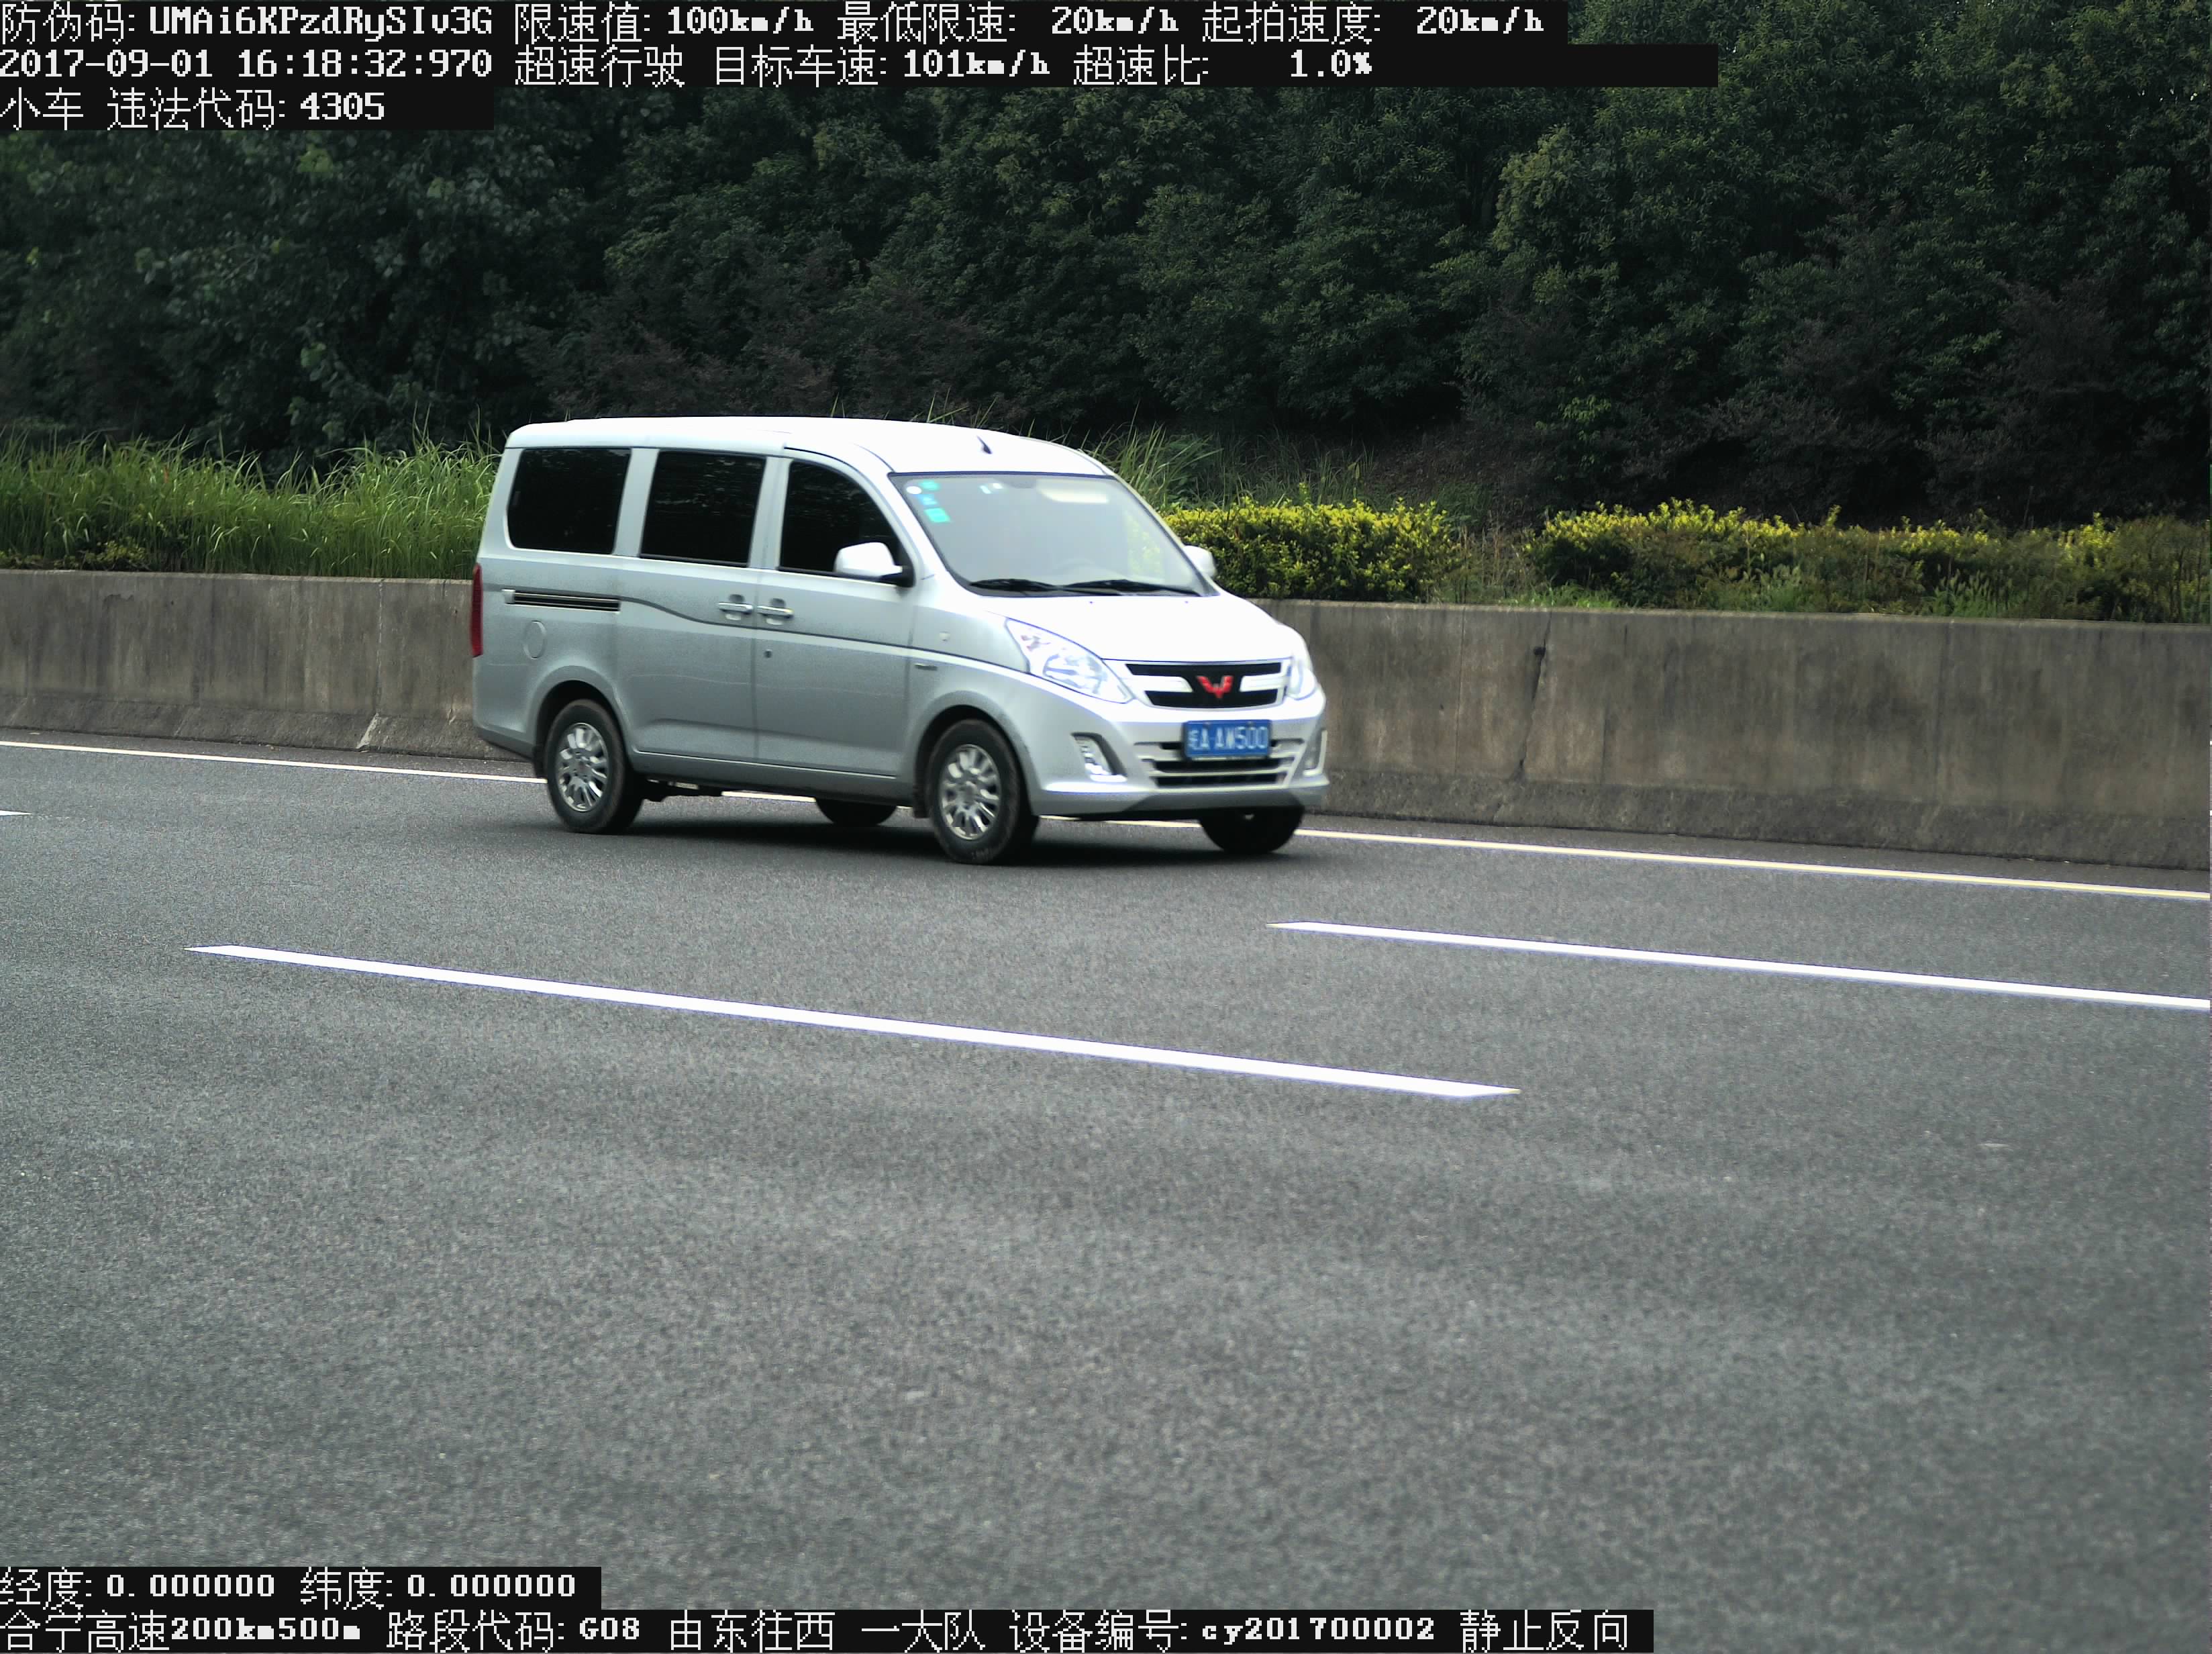 防伪码: UMAi6KPzdRySIv3G 限速值: 100km/h 最低限速: 20km/h 起拍速度: 20km/h
2017-09-01 16:18:32:970 超速行驶 目标车速: 101km/h 超速比: 1.0%
小车 违法代码: 4305
皖A·AW500
经度: 0.000000 纬度: 0.000000
合宁高速200km500m 路段代码: G08 由东往西 一大队 设备编号: cy201700002 静止反向